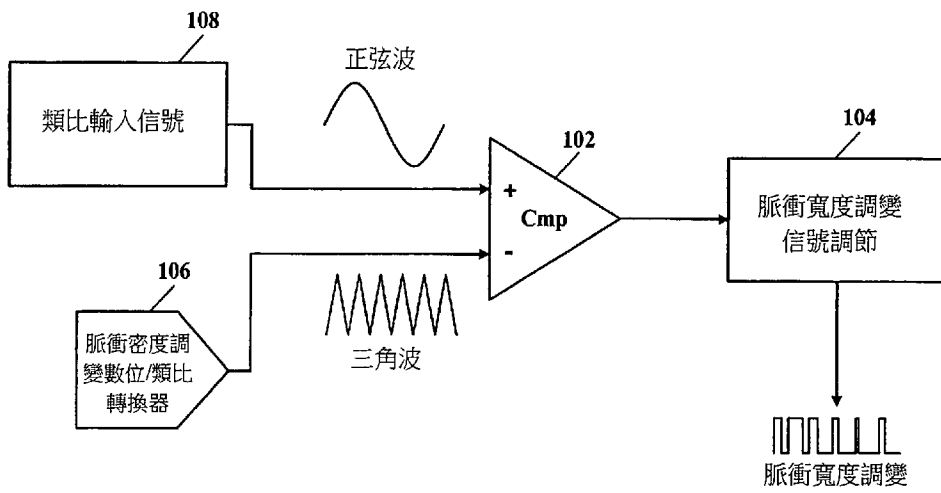 108
類比輸入信號
正弦波
102
+
Cmp
-
104
脈衝寬度調變
信號調節
106
脈衝密度調
變數位/類比
轉換器
三角波
脈衝寬度調變